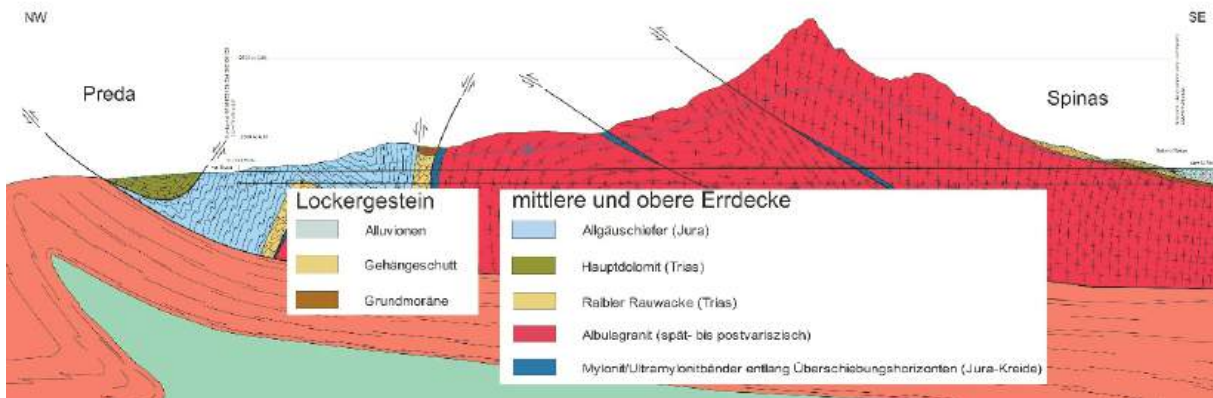 NW
SE
Preda
Spinas
Lockergestein
Alluvionen
Gehängeschutt
Grundmoräne
mittlere und obere Errdecke
Allgäuschiefer (Jura)
Hauptdolomit (Trias)
Raibler Rauwacke (Trias)
Albulagranit (spät- bis postvariszisch)
Mylonit/Ultramylonitbänder entlang Überschiebungshorizonten (Jura-Kreide)